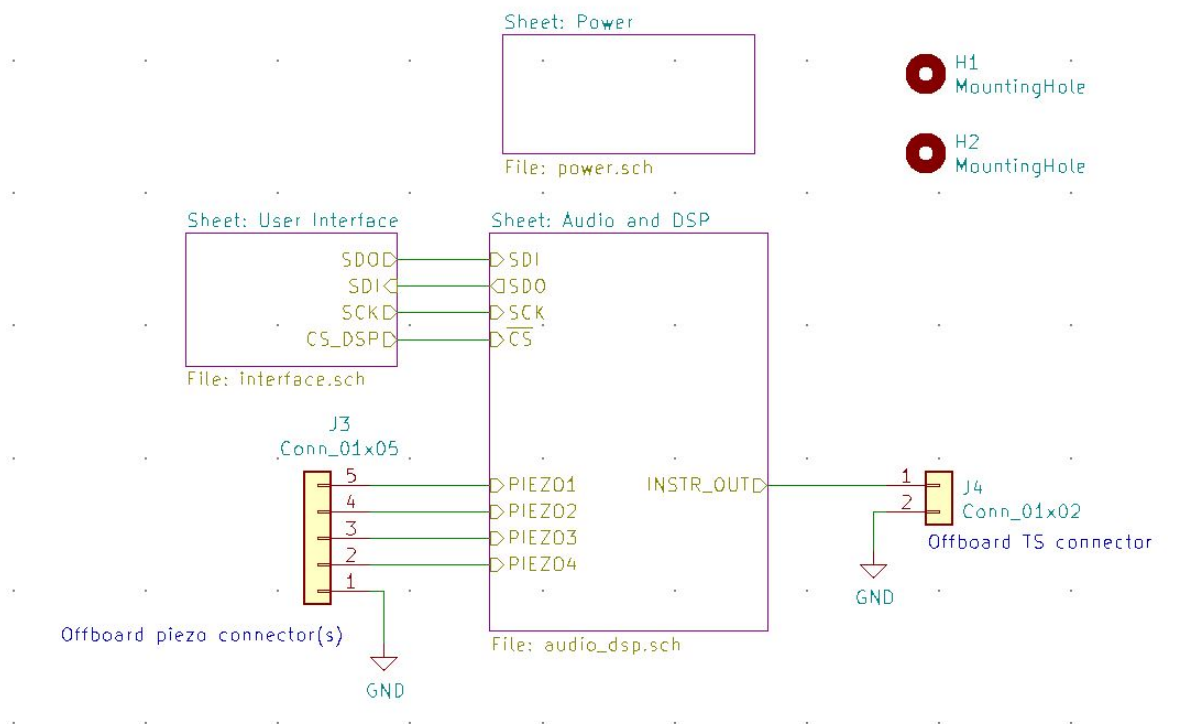 Sheet: Power
File: power.sch
H1
MountingHole
H2
MountingHole
Sheet: User Interface
SDO
SDI
SCK
CS_DSP
File: interface.sch
Sheet: Audio and DSP
SDI
SDO
SCK
CS
PIEZO1
PIEZO2
PIEZO3
PIEZO4
INSTR_OUT
File: audio_dsp.sch
J3
Conn_01x05
5
4
3
2
1
Offboard piezo connector(s)
GND
1
2
J4
Conn_01x02
Offboard TS connector
GND